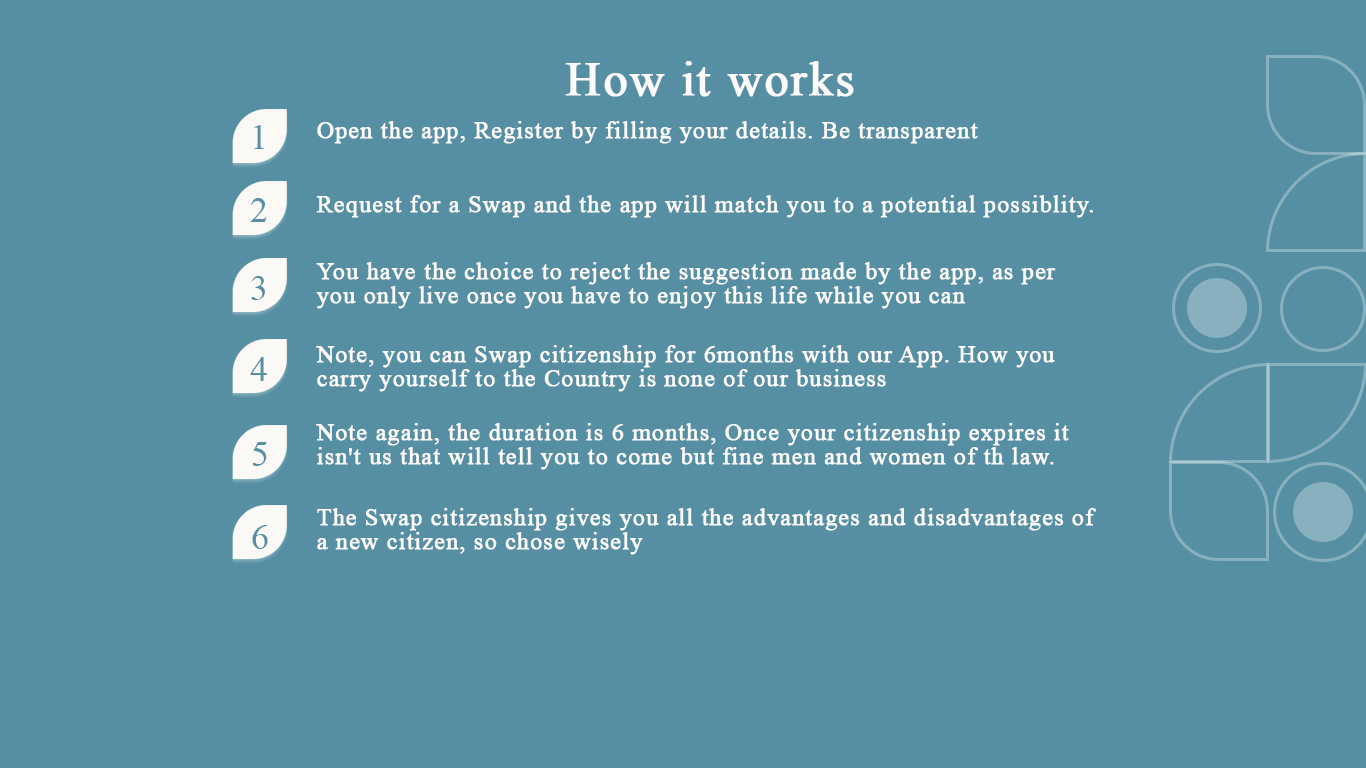 How it works
1
Open the app, Register by filling your details. Be transparent
2
Request for a Swap and the app will match you to a potential possiblity.
3
You have the choice to reject the suggestion made by the app, as per
you only live once you have to enjoy this life while you can
4
Note, you can Swap citizenship for 6months with our App. How you
carry yourself to the Country is none of our business
5
Note again, the duration is 6 months, Once your citizenship expires it
isn't us that will tell you to come but fine men and women of th law.
6
The Swap citizenship gives you all the advantages and disadvantages of
a new citizen, so chose wisely